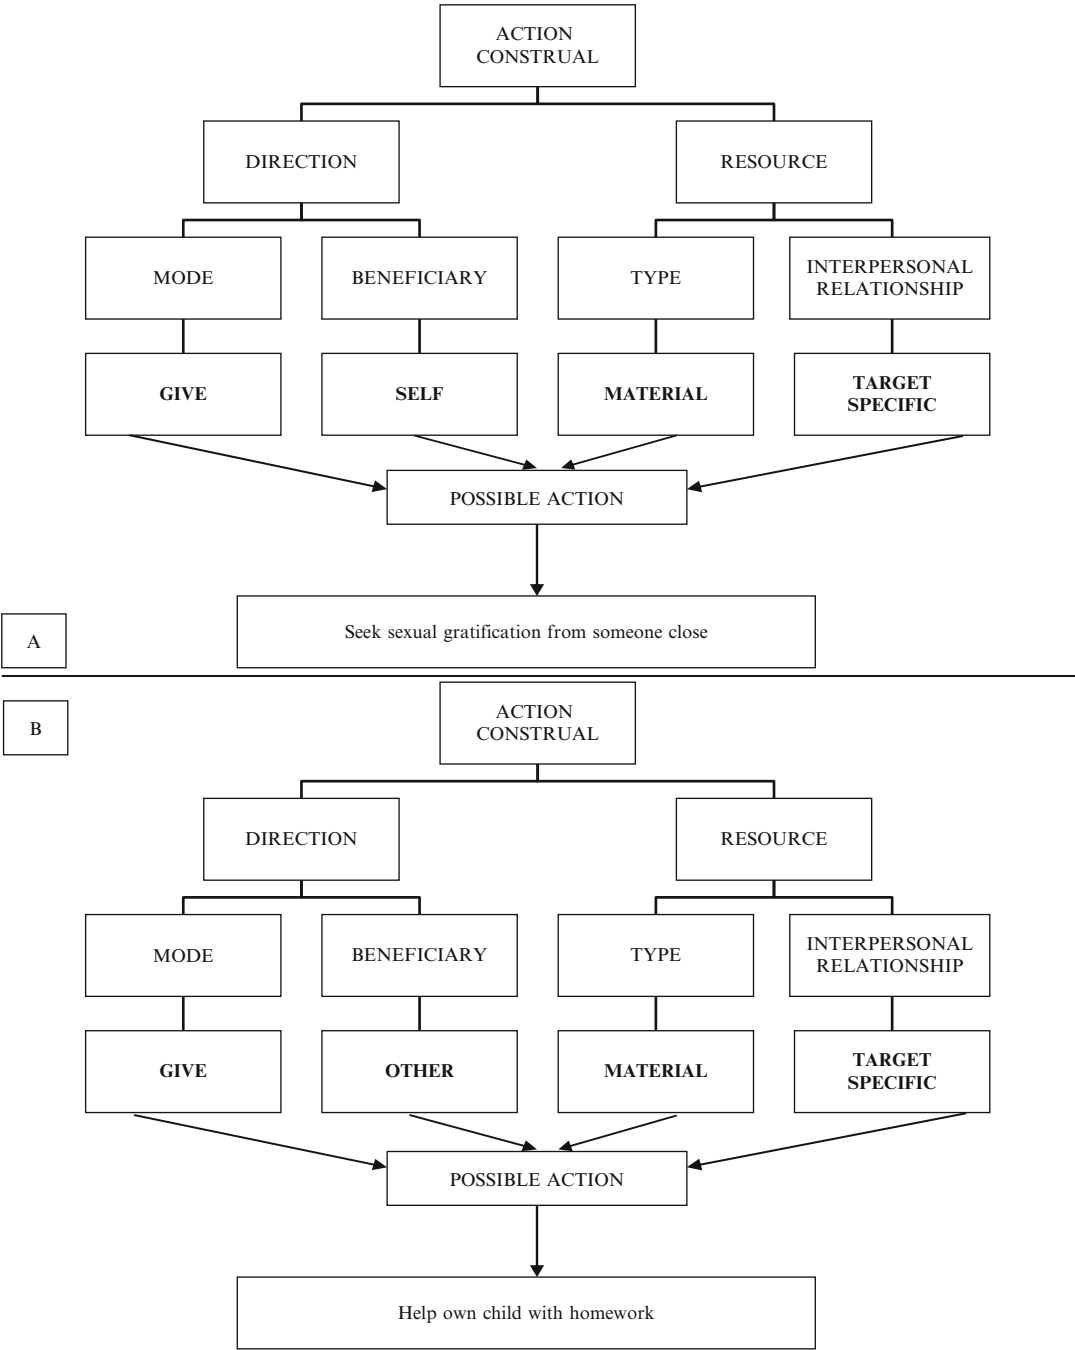 ACTION
CONSTRUAL
DIRECTION
RESOURCE
MODE
BENEFICIARY
TYPE
INTERPERSONAL
RELATIONSHIP
GIVE
SELF
MATERIAL
TARGET
SPECIFIC
POSSIBLE ACTION
Seek sexual gratification from someone close
A
B
ACTION
CONSTRUAL
DIRECTION
RESOURCE
MODE
BENEFICIARY
TYPE
INTERPERSONAL
RELATIONSHIP
GIVE
OTHER
MATERIAL
TARGET
SPECIFIC
POSSIBLE ACTION
Help own child with homework